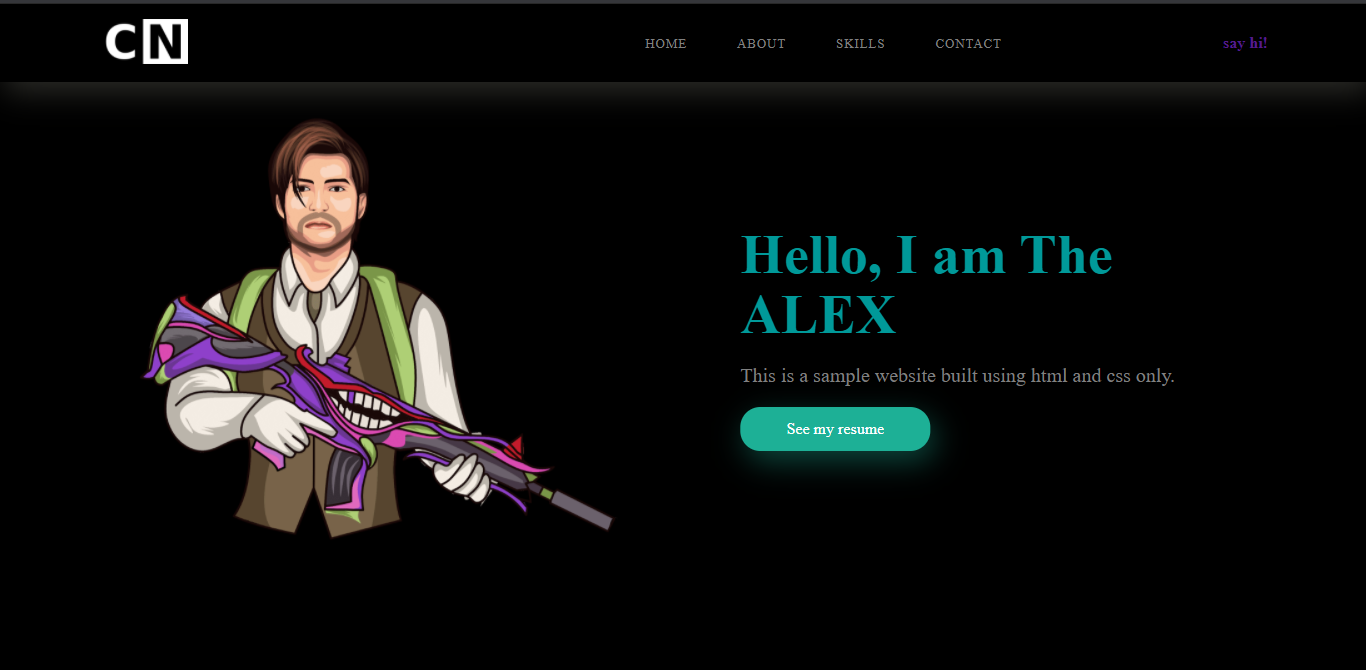 CN
HOME ABOUT SKILLS CONTACT say hi!
Hello, I am The
ALEX
This is a sample website built using html and css only.
See my resume